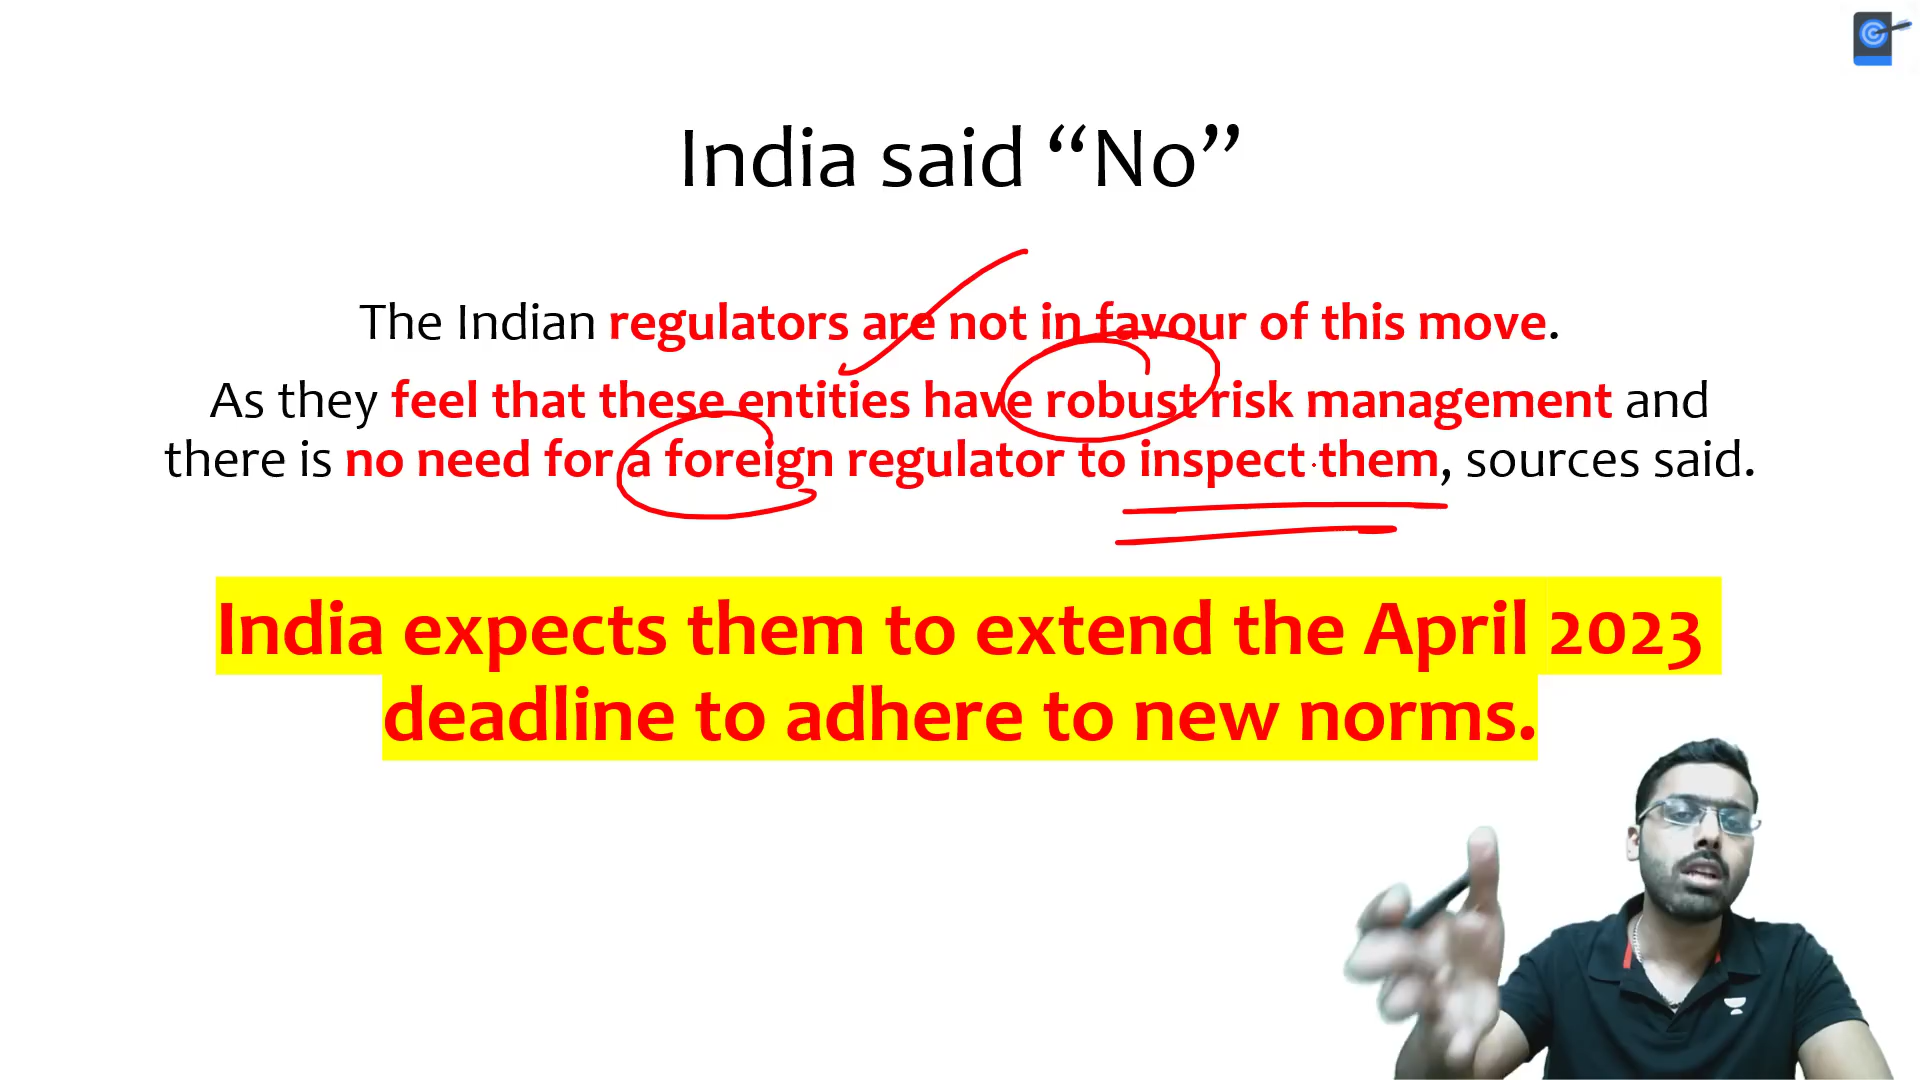 India said “No”
The Indian regulators are not in favour of this move.
As they feel that these entities have robust risk management and
there is no need for a foreign regulator to inspect them, sources said.
India expects them to extend the April 2023
deadline to adhere to new norms.